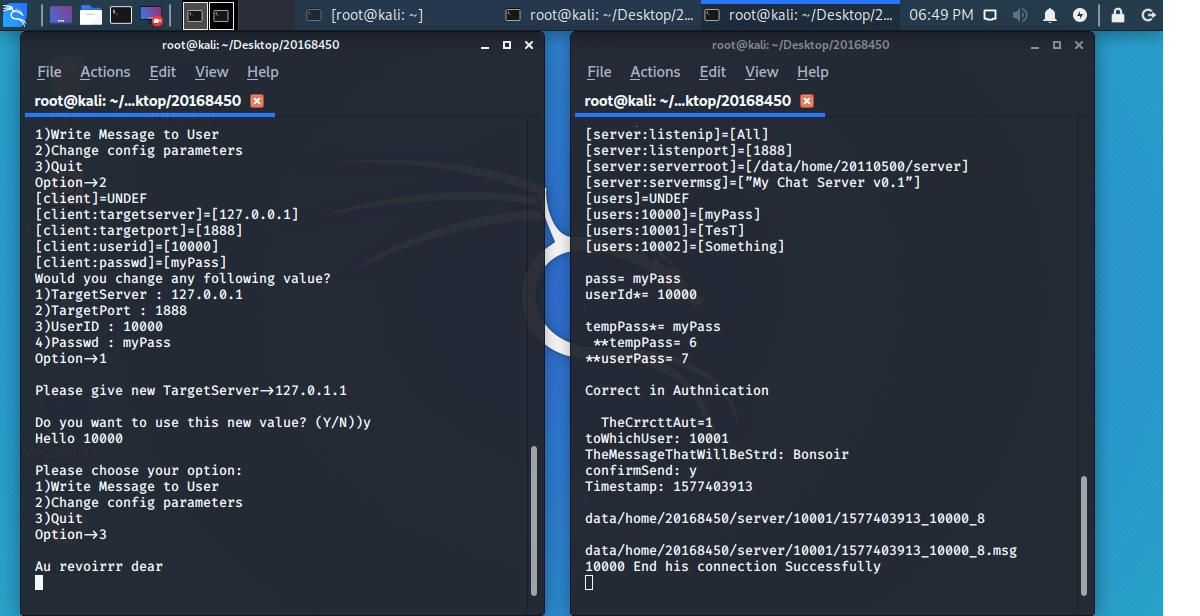 [root@kali: ~]
root@kali: ~/Desktop/2...
root@kali: ~/Desktop/2...
06:49 PM
root@kali: ~/Desktop/20168450
File Actions Edit View Help
root@kali: ~/...ktop/20168450
1)Write Message to User
2)Change config parameters
3)Quit
Option→2
[client]=UNDEF
[client:targetserver]=[127.0.0.1]
[client:targetport]=[1888]
[client:userid]=[10000]
[client:passwd]=[myPass]
Would you change any following value?
1)TargetServer : 127.0.0.1
2)TargetPort : 1888
3)UserID : 10000
4)Passwd : myPass
Option→1
Please give new TargetServer→127.0.1.1
Do you want to use this new value? (Y/N))y
Hello 10000
Please choose your option:
1)Write Message to User
2)Change config parameters
3)Quit
Option→3
Au revoirrr dear
root@kali: ~/Desktop/20168450
File Actions Edit View Help
root@kali: ~/...ktop/20168450
[server:listenip]=[All]
[server:listenport]=[1888]
[server:serverroot]=[/data/home/20110500/server]
[server:servermsg]=[”My Chat Server v0.1”]
[users]=UNDEF
[users:10000]=[myPass]
[users:10001]=[TesT]
[users:10002]=[Something]
pass= myPass
userId*= 10000
tempPass*= myPass
**tempPass= 6
**userPass= 7
Correct in Authnication
TheCrrcttAut=1
toWhichUser: 10001
TheMessageThatWillBeStrd: Bonsoir
confirmSend: y
Timestamp: 1577403913
data/home/20168450/server/10001/1577403913_10000_8
data/home/20168450/server/10001/1577403913_10000_8.msg
10000 End his connection Successfully